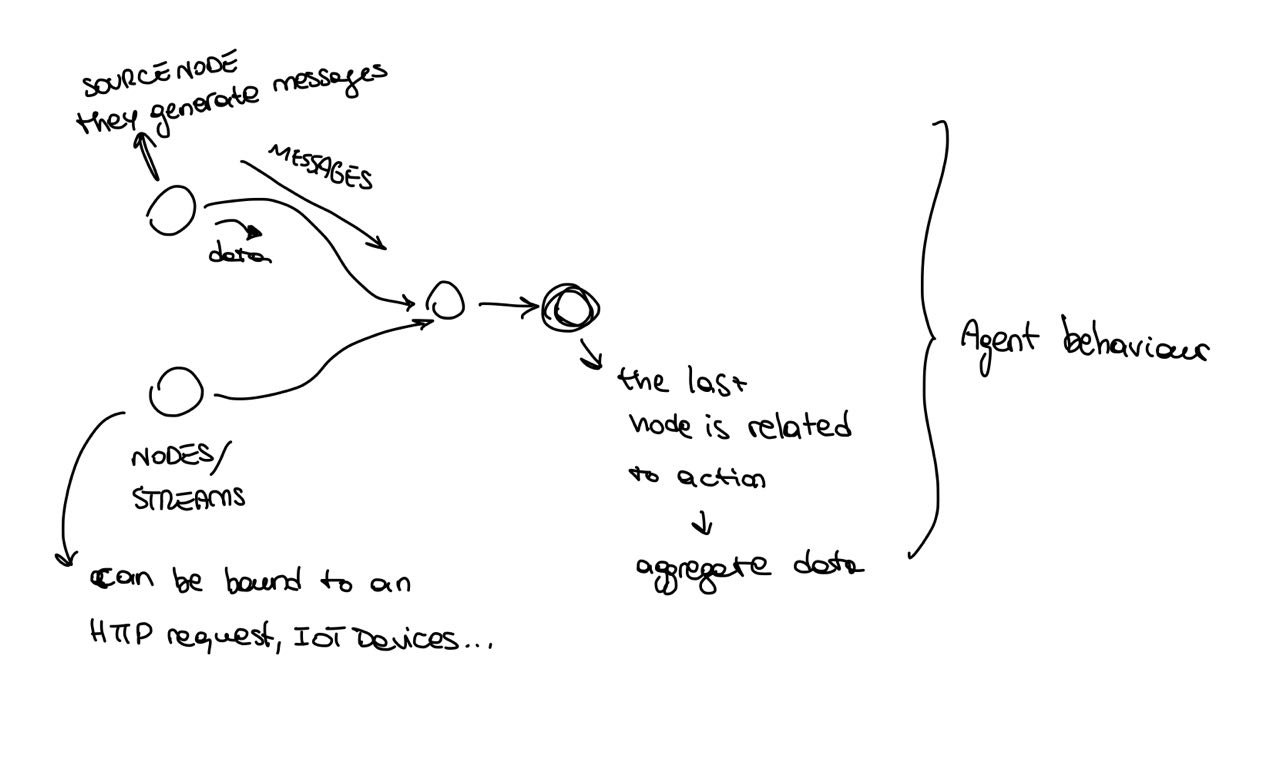 SOURCE NODE
they generate messages
MESSAGES
data
NODES/
STREAMS
can be bound to an
HTTP request, IOT Devices...
the last
node is related
to action
aggregate data
Agent behaviour